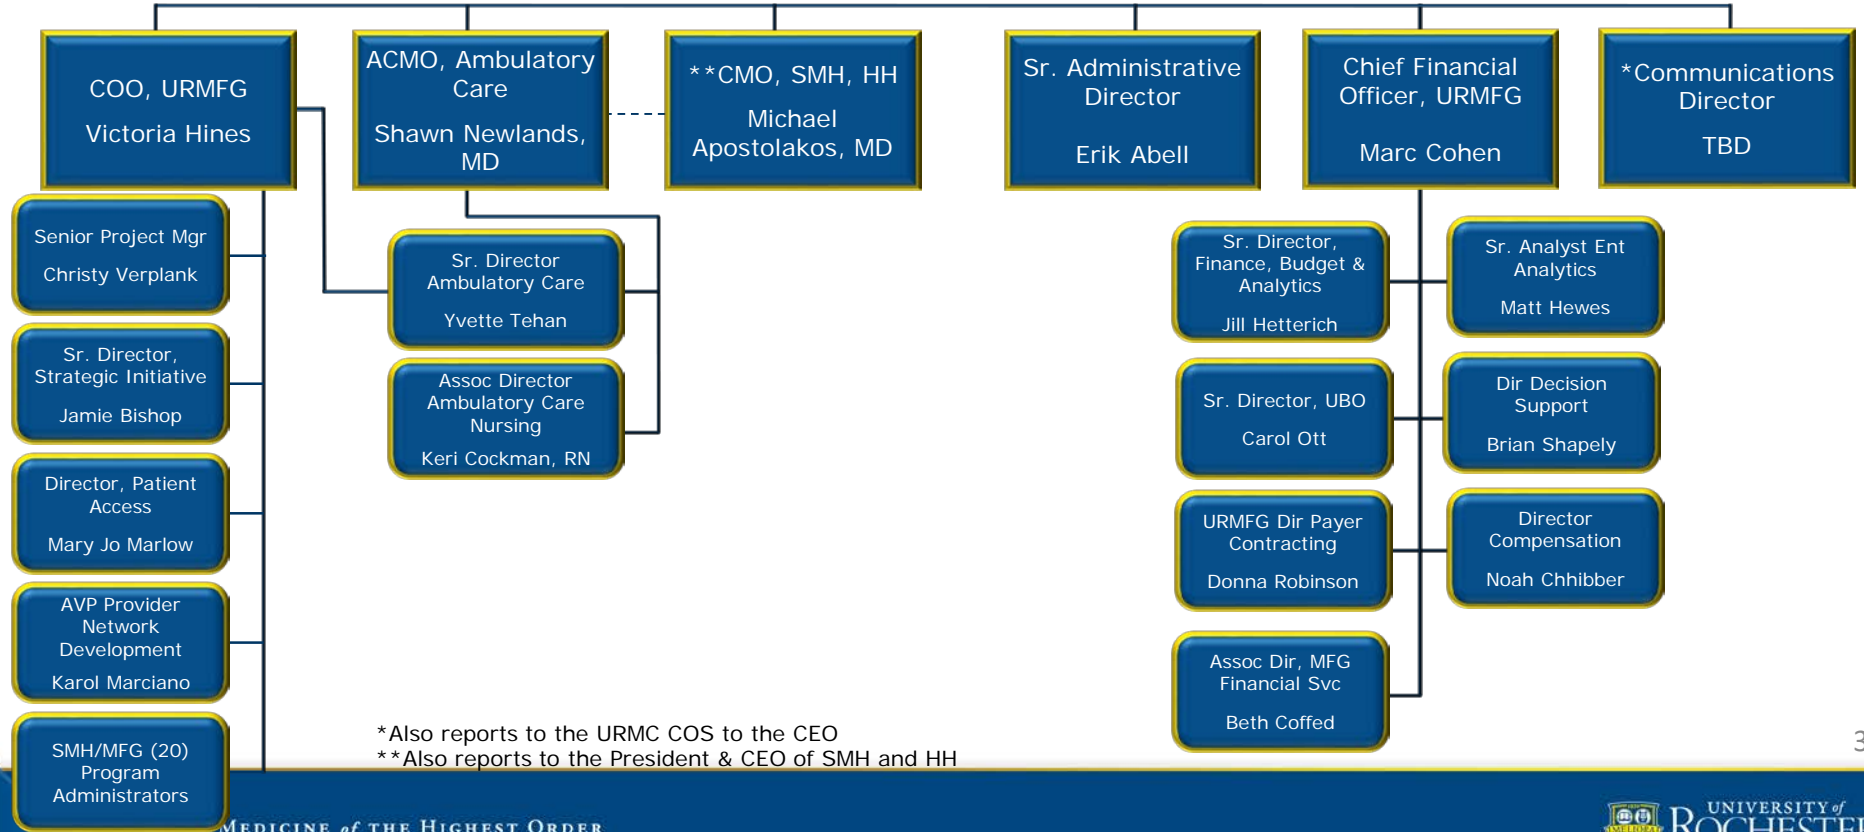 COO, URMFG
Victoria Hines
ACMO, Ambulatory
Care
Shawn Newlands,
MD
**CMO, SMH, HH
Michael
Apostolakos, MD
Sr. Administrative
Director
Erik Abell
Chief Financial
Officer, URMFG
Marc Cohen
*Communications
Director
TBD
Senior Project Mgr
Christy Verplank
Sr. Director,
Strategic Initiative
Jamie Bishop
Director, Patient
Access
Mary Jo Marlow
AVP Provider
Network
Development
Karol Marciano
SMH/MFG (20)
Program
Administrators
Sr. Director
Ambulatory Care
Yvette Tehan
Assoc Director
Ambulatory Care
Nursing
Keri Cockman, RN
Sr. Director,
Finance, Budget &
Analytics
Jill Hetterich
Sr. Analyst Ent
Analytics
Matt Hewes
Sr. Director, UBO
Carol Ott
Dir Decision
Support
Brian Shapely
URMFG Dir Payer
Contracting
Donna Robinson
Director
Compensation
Noah Chhibber
Assoc Dir, MFG
Financial Svc
Beth Coffed
*Also reports to the URMC COS to the CEO
**Also reports to the President & CEO of SMH and HH
3
MEDICINE of THE HIGHEST ORDER
UNIVERSITY of
ROCHESTER